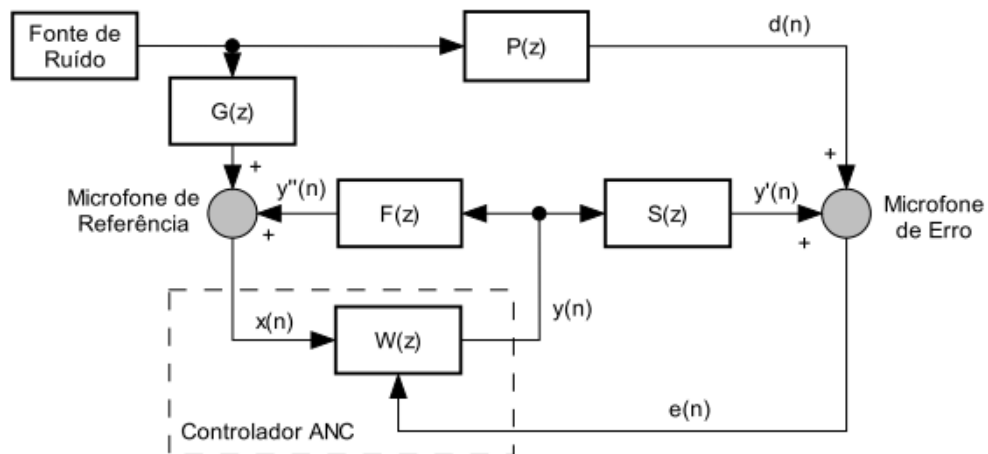 Fonte de
Ruído
P(z)
d(n)
G(z)
+
+
Microfone de
Referência
y''(n)
F(z)
S(z)
y'(n)
Microfone
de Erro
+
+
x(n)
W(z)
y(n)
e(n)
Controlador ANC